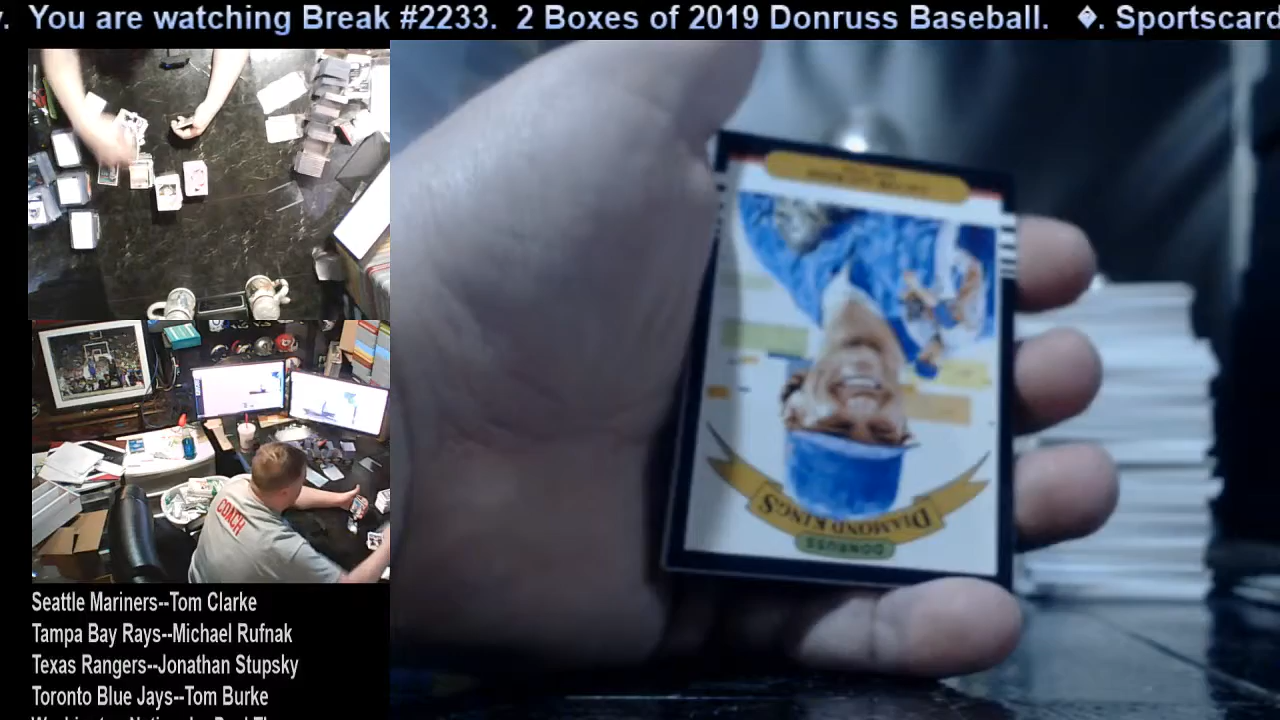 . You are watching Break #2233. 2 Boxes of 2019 Donruss Baseball. �. Sportscard
DIAMOND KINGS
DONRUSS
COACH
Seattle Mariners--Tom Clarke
Tampa Bay Rays--Michael Rufnak
Texas Rangers--Jonathan Stupsky
Toronto Blue Jays--Tom Burke